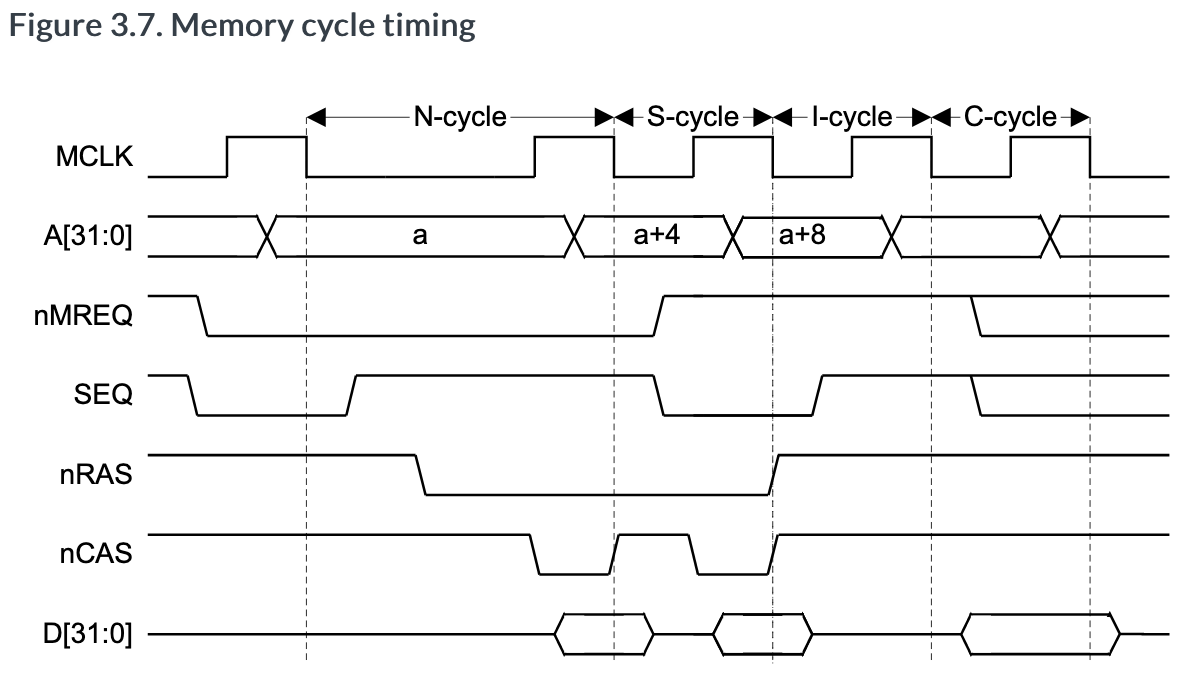 Figure 3.7. Memory cycle timing
N-cycle S-cycle I-cycle C-cycle
MCLK
A[31:0] a a+4 a+8
nMREQ
SEQ
nRAS
nCAS
D[31:0]